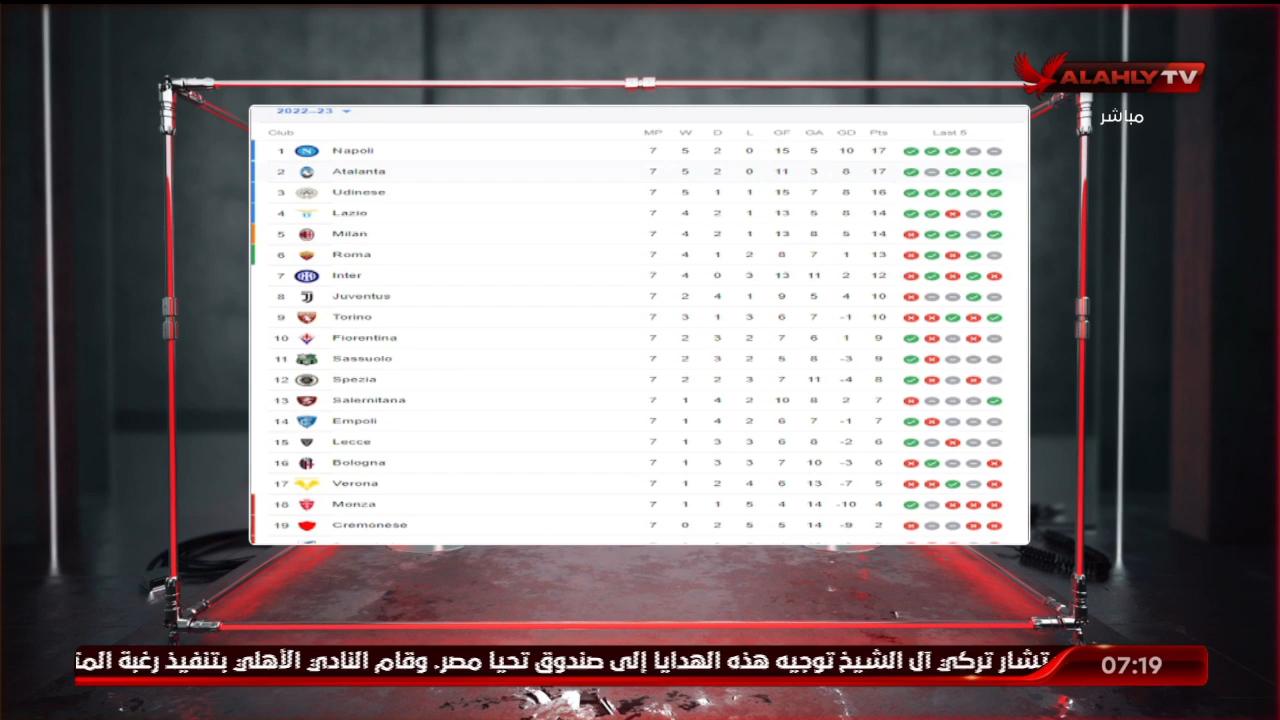 ALAHLY TV
مباشر
2022-23
Club MP W D L GF GA GD Pts Last 5
1 Napoli 7 5 2 0 15 5 10 17
2 Atalanta 7 5 2 0 11 3 8 17
3 Udinese 7 5 1 1 15 7 8 16
4 Lazio 7 4 2 1 13 5 8 14
5 Milan 7 4 2 1 13 8 5 14
6 Roma 7 4 1 2 8 7 1 13
7 Inter 7 4 0 3 13 11 2 12
8 Juventus 7 2 4 1 9 5 4 10
9 Torino 7 3 1 3 6 7 -1 10
10 Fiorentina 7 2 3 2 7 6 1 9
11 Sassuolo 7 2 3 2 5 8 -3 9
12 Spezia 7 2 2 3 7 11 -4 8
13 Salernitana 7 1 4 2 10 8 2 7
14 Empoli 7 1 4 2 6 7 -1 7
15 Lecce 7 1 3 3 6 8 -2 6
16 Bologna 7 1 3 3 7 10 -3 6
17 Verona 7 1 2 4 6 13 -7 5
18 Monza 7 1 1 5 4 14 -10 4
19 Cremonese 7 0 2 5 5 14 -9 2
تشار تركي آل الشيخ توجيه هذه الهدايا إلى صندوق تحيا مصر. وقام النادي الأهلي بتنفيذ رغبة المـ
07:19